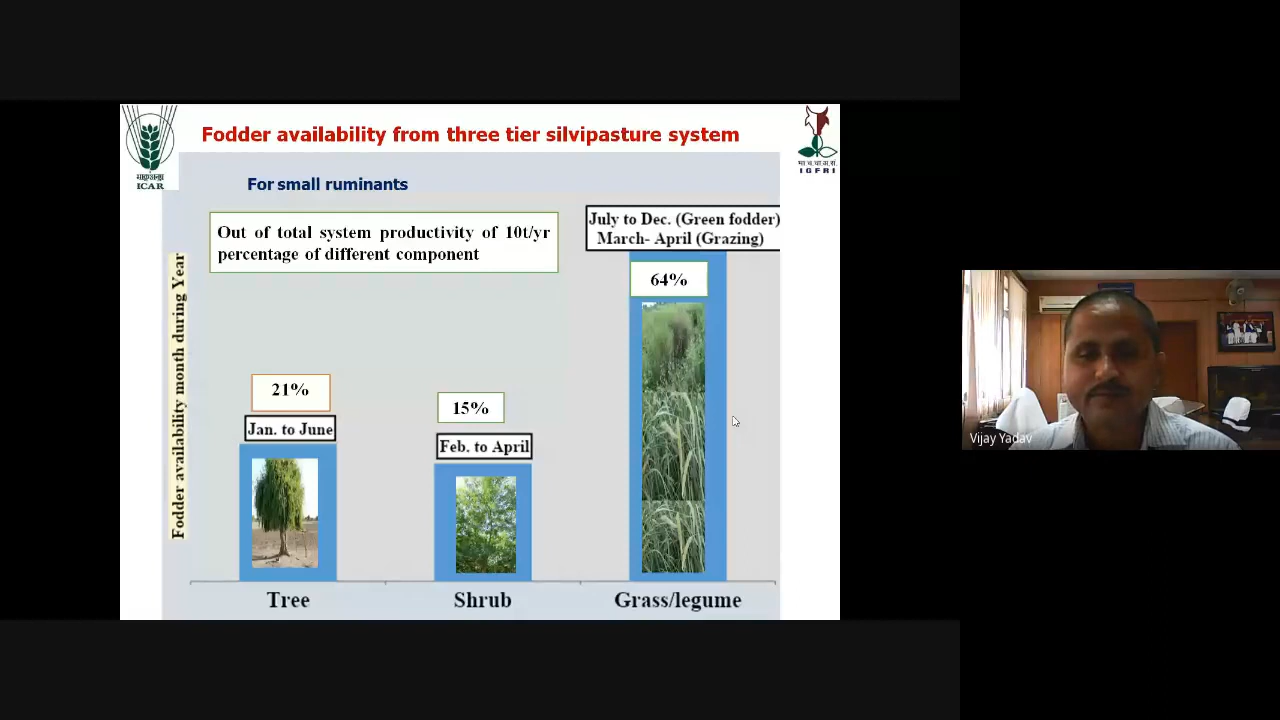 Fodder availability from three tier silvipasture system
ICAR
IGFRI
For small ruminants
Out of total system productivity of 10t/yr
percentage of different component
July to Dec. (Green fodder)
March- April (Grazing)
64%
21%
Jan. to June
15%
Feb. to April
Fodder availability month during Year
Tree
Shrub
Grass/legume
Vijay Yadav